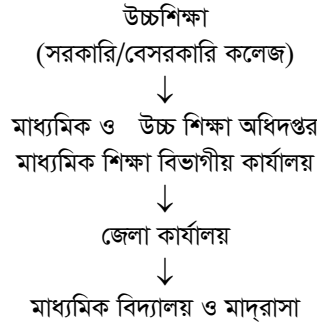 উচ্চশিক্ষা
(সরকারি/বেসরকারি কলেজ)
↓
মাধ্যমিক ও উচ্চ শিক্ষা অধিদপ্তর
মাধ্যমিক শিক্ষা বিভাগীয় কার্যালয়
↓
জেলা কার্যালয়
↓
মাধ্যমিক বিদ্যালয় ও মাদ্‌রাসা